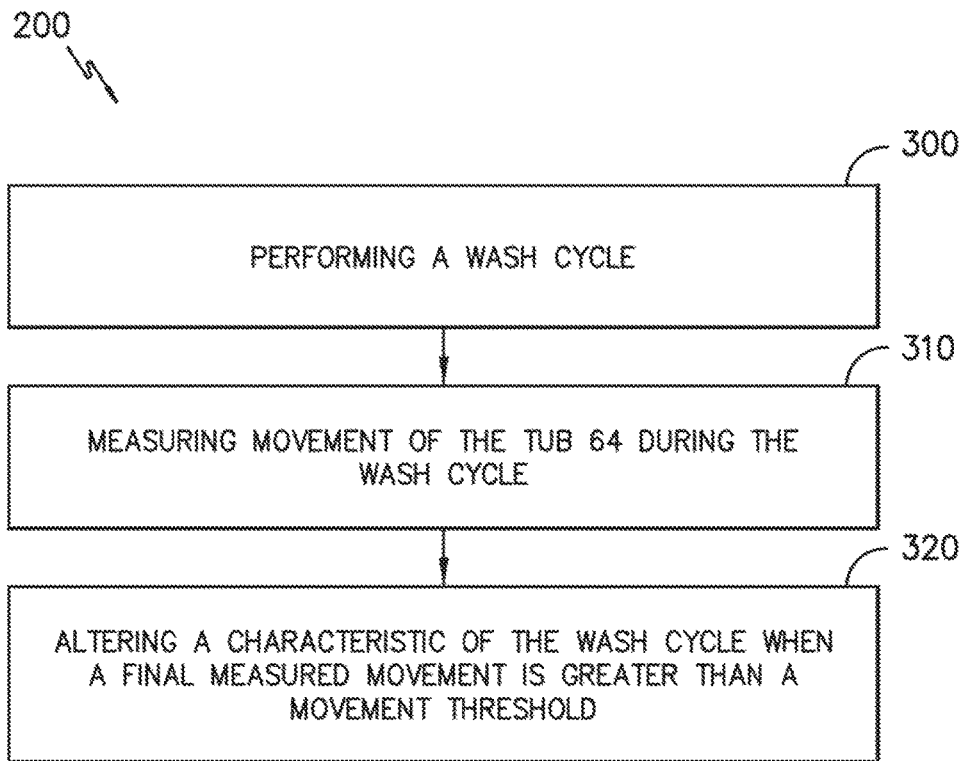 200
300
PERFORMING A WASH CYCLE
310
MEASURING MOVEMENT OF THE TUB 64 DURING THE
WASH CYCLE
320
ALTERING A CHARACTERISTIC OF THE WASH CYCLE WHEN
A FINAL MEASURED MOVEMENT IS GREATER THAN A
MOVEMENT THRESHOLD